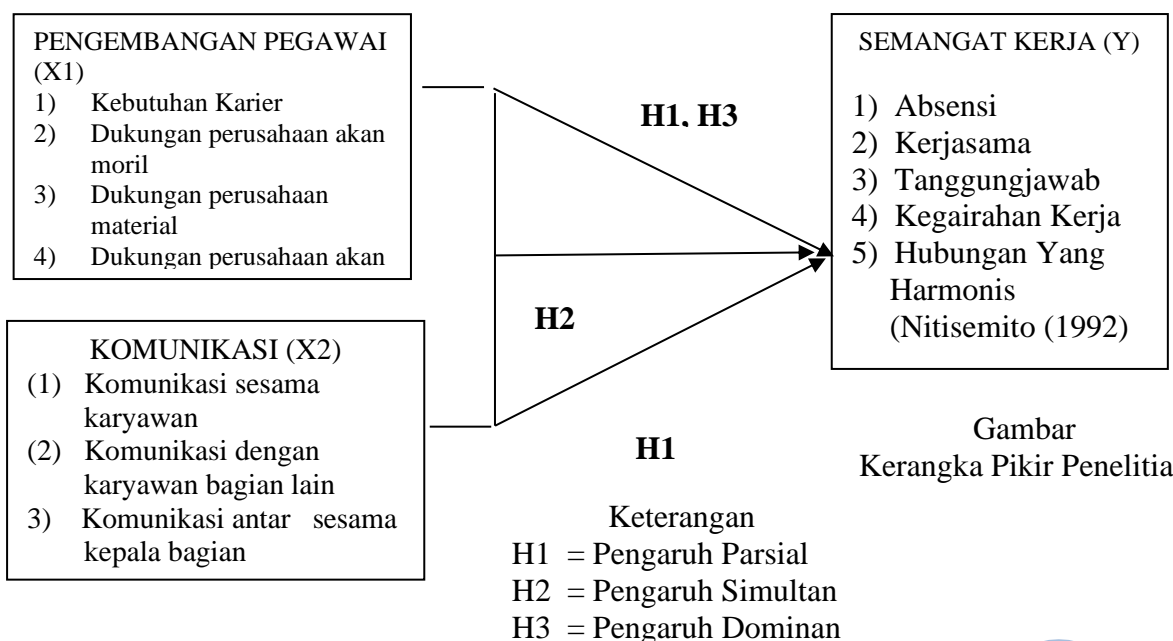 PENGEMBANGAN PEGAWAI
(X1)
1) Kebutuhan Karier
2) Dukungan perusahaan akan
moril
3) Dukungan perusahaan
material
4) Dukungan perusahaan akan
KOMUNIKASI (X2)
(1) Komunikasi sesama
karyawan
(2) Komunikasi dengan
karyawan bagian lain
3) Komunikasi antar sesama
kepala bagian
H1, H3
H2
H1
SEMANGAT KERJA (Y)
1) Absensi
2) Kerjasama
3) Tanggungjawab
4) Kegairahan Kerja
5) Hubungan Yang
Harmonis
(Nitisemito (1992)
Gambar
Kerangka Pikir Penelitia
Keterangan
H1 = Pengaruh Parsial
H2 = Pengaruh Simultan
H3 = Pengaruh Dominan